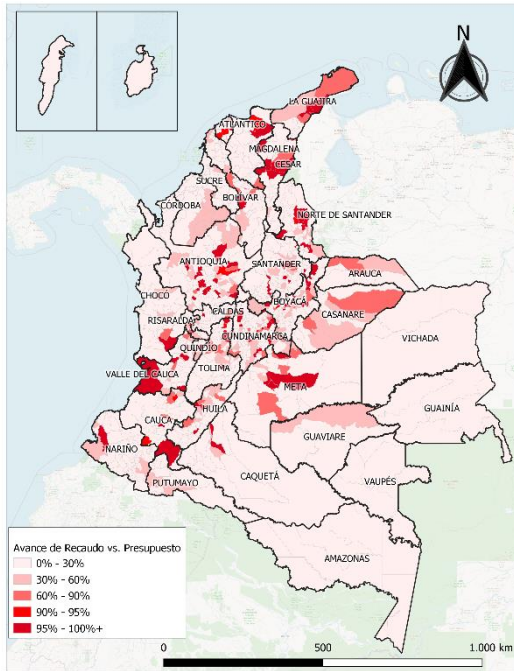 N
LA GUAJIRA
ATLÁNTICO
MAGDALENA
CESAR
SUCRE
BOLÍVAR
CÓRDOBA
NORTE DE SANTANDER
ANTIOQUIA
SANTANDER
ARAUCA
CHOCÓ
BOYACÁ
CASANARE
CALDAS
RISARALDA
CUNDINAMARCA
VICHADA
QUINDÍO
VALLE DEL CAUCA
TOLIMA
META
GUAINÍA
CAUCA
HUILA
GUAVIARE
NARIÑO
CAQUETÁ
VAUPÉS
PUTUMAYO
AMAZONAS
Avance de Recaudo vs. Presupuesto
0% - 30%
30% - 60%
60% - 90%
90% - 95%
95% - 100%+
0 500 1.000 km